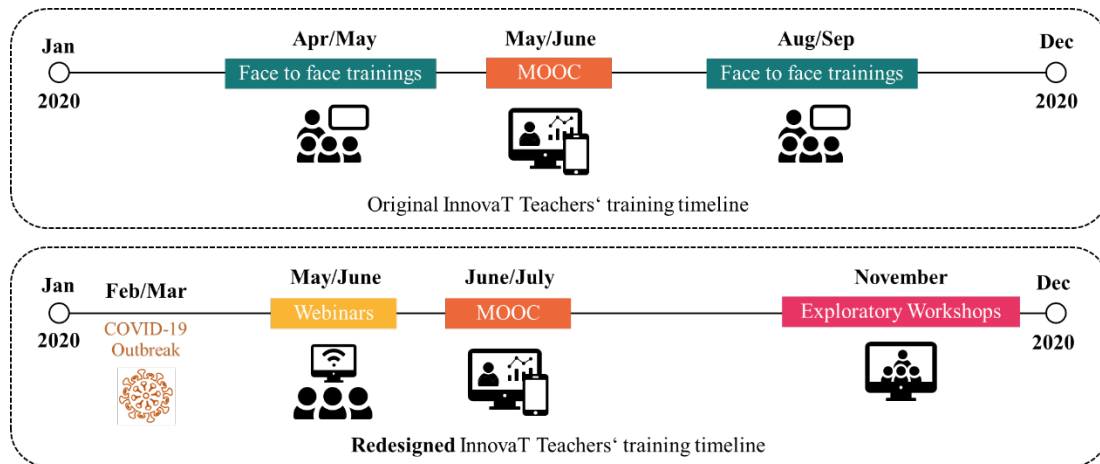 Jan
2020
Apr/May
Face to face trainings
May/June
MOOC
Aug/Sep
Face to face trainings
Dec
2020
Original InnovaT Teachers‘ training timeline
Jan
2020
Feb/Mar
COVID-19
Outbreak
May/June
Webinars
June/July
MOOC
November
Exploratory Workshops
Dec
2020
Redesigned InnovaT Teachers‘ training timeline